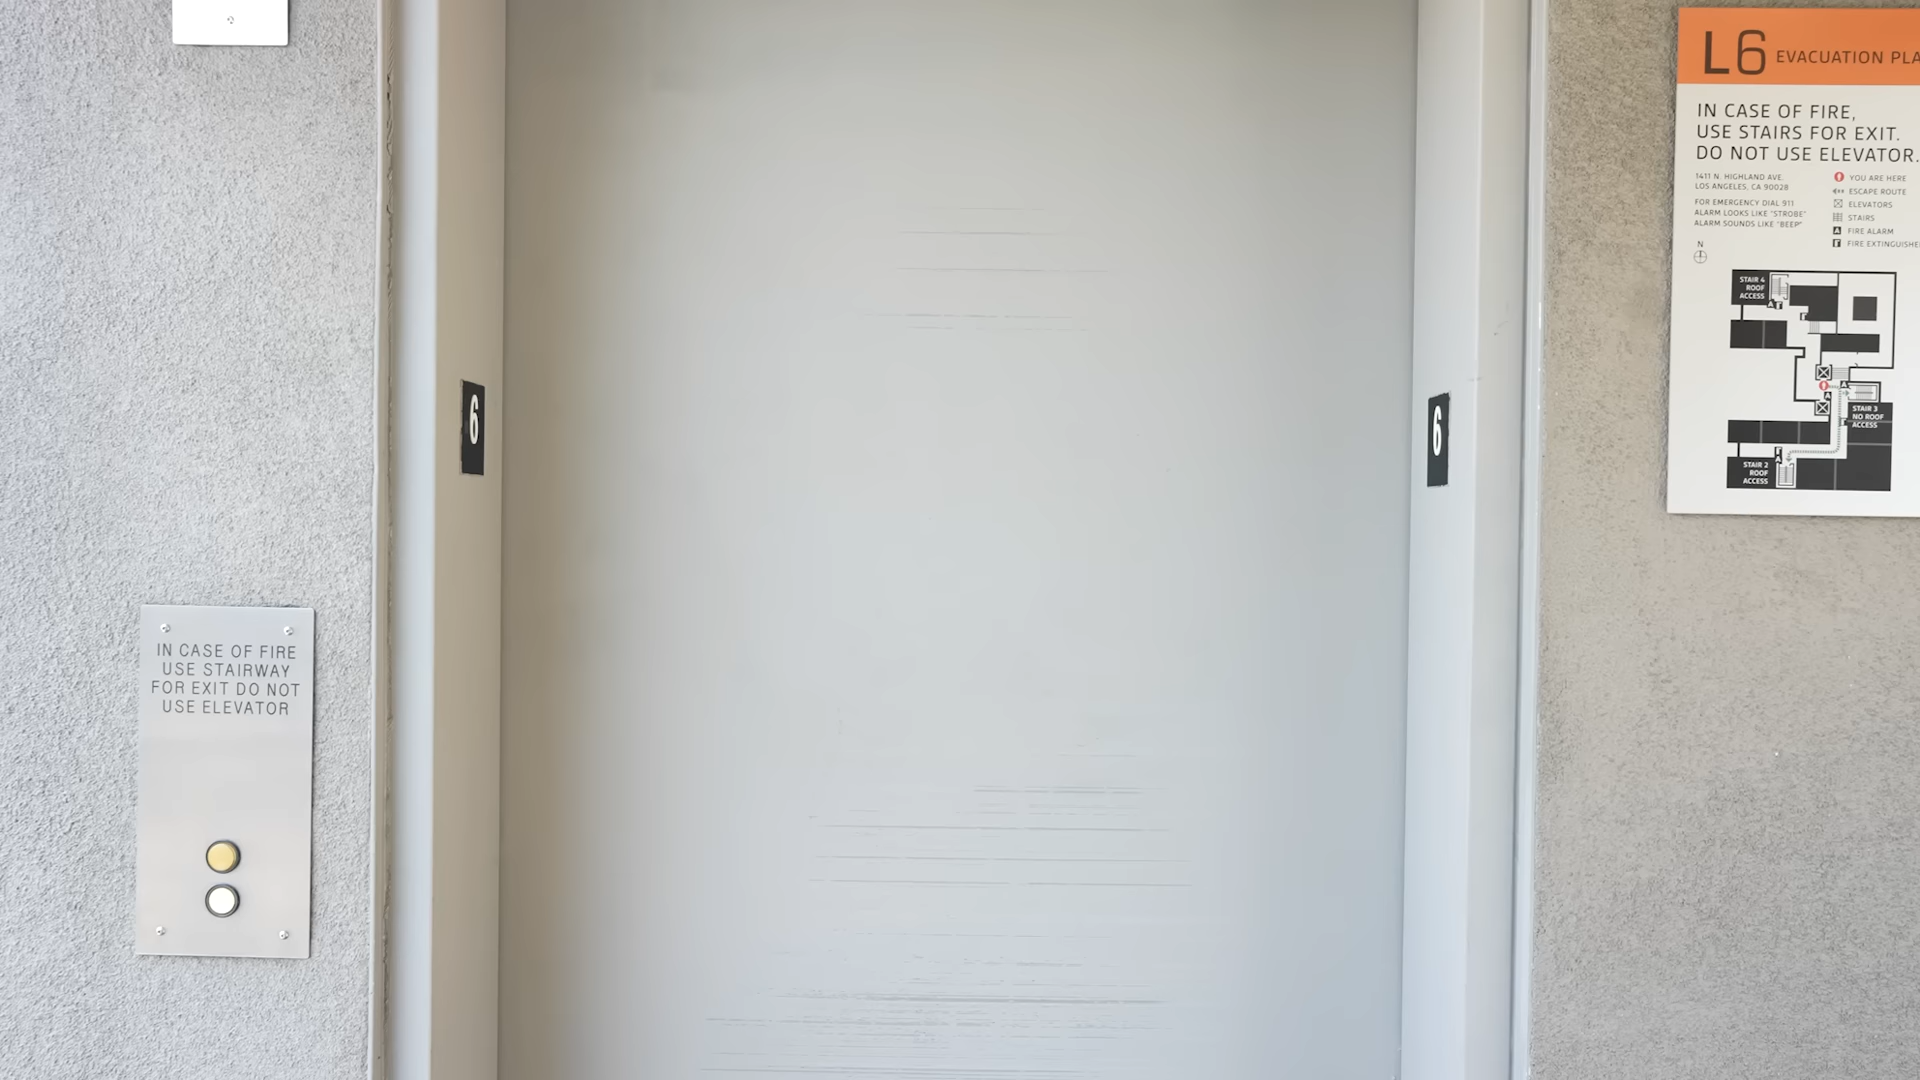 L6 EVACUATION PLA
IN CASE OF FIRE,
USE STAIRS FOR EXIT.
DO NOT USE ELEVATOR.
1411 N. HIGHLAND AVE.
LOS ANGELES, CA 90028
FOR EMERGENCY DIAL 911
ALARM LOOKS LIKE "STROBE"
ALARM SOUNDS LIKE "BEEP"
YOU ARE HERE
ESCAPE ROUTE
ELEVATORS
STAIRS
A FIRE ALARM
FIRE EXTINGUISHE
N
STAIR 4
ROOF
ACCESS
STAIR 3
NO ROOF
ACCESS
STAIR 2
ROOF
ACCESS
6
6
IN CASE OF FIRE
USE STAIRWAY
FOR EXIT DO NOT
USE ELEVATOR